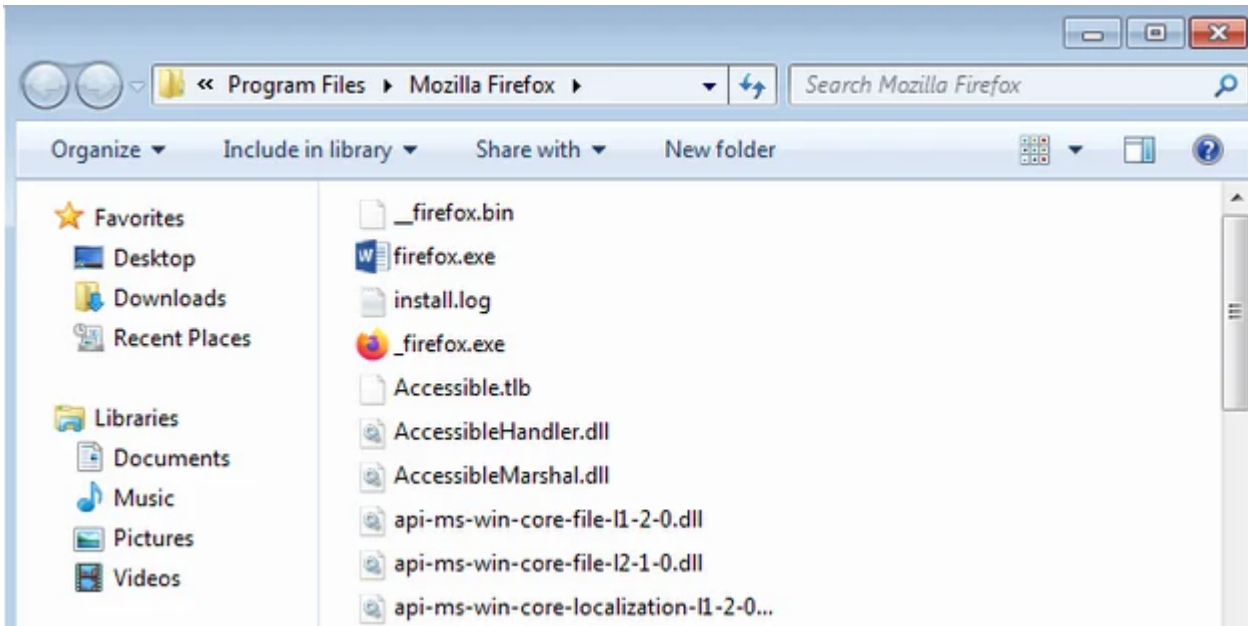 « Program Files ▸ Mozilla Firefox ▸ Search Mozilla Firefox
Organize Include in library Share with New folder
Favorites
Desktop
Downloads
Recent Places
Libraries
Documents
Music
Pictures
Videos
__firefox.bin
firefox.exe
install.log
_firefox.exe
Accessible.tlb
AccessibleHandler.dll
AccessibleMarshal.dll
api-ms-win-core-file-l1-2-0.dll
api-ms-win-core-file-l2-1-0.dll
api-ms-win-core-localization-l1-2-0...